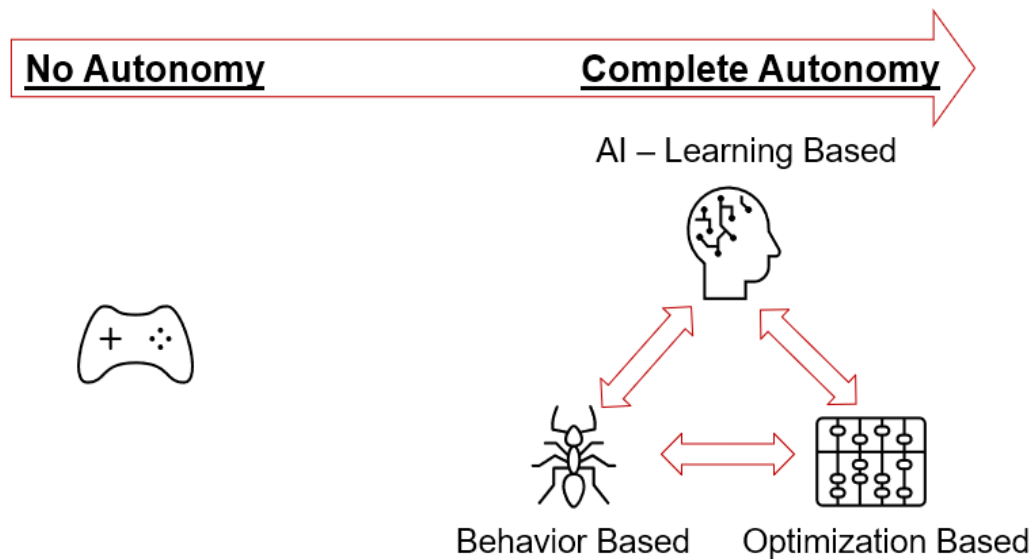 No Autonomy
Complete Autonomy
AI – Learning Based
Behavior Based
Optimization Based